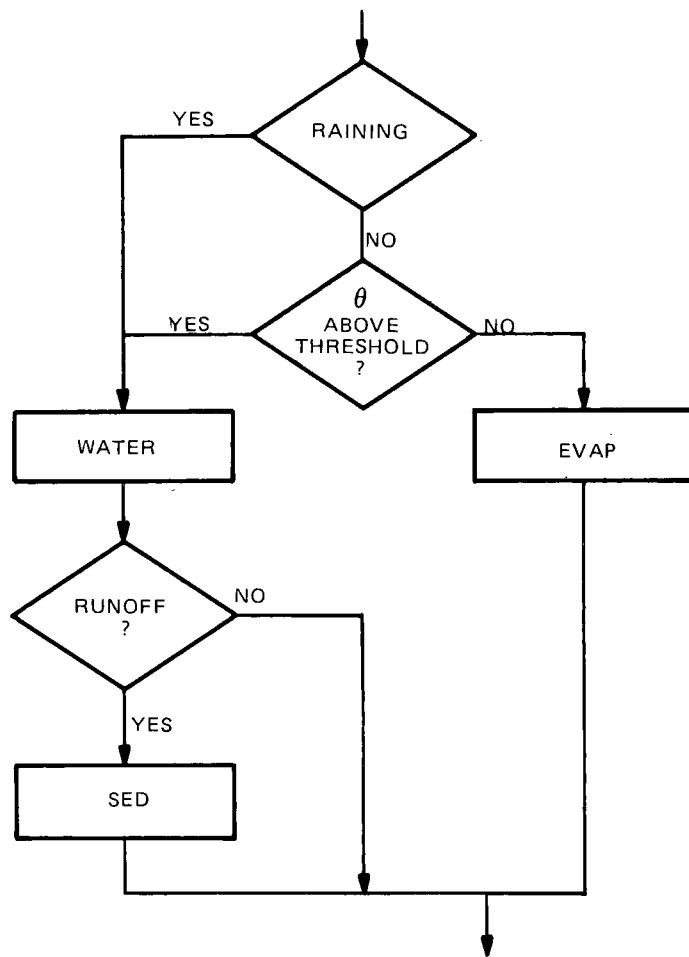 RAINING
YES
NO
θ
ABOVE
THRESHOLD
?
YES
NO
WATER
EVAP
RUNOFF
?
NO
YES
SED